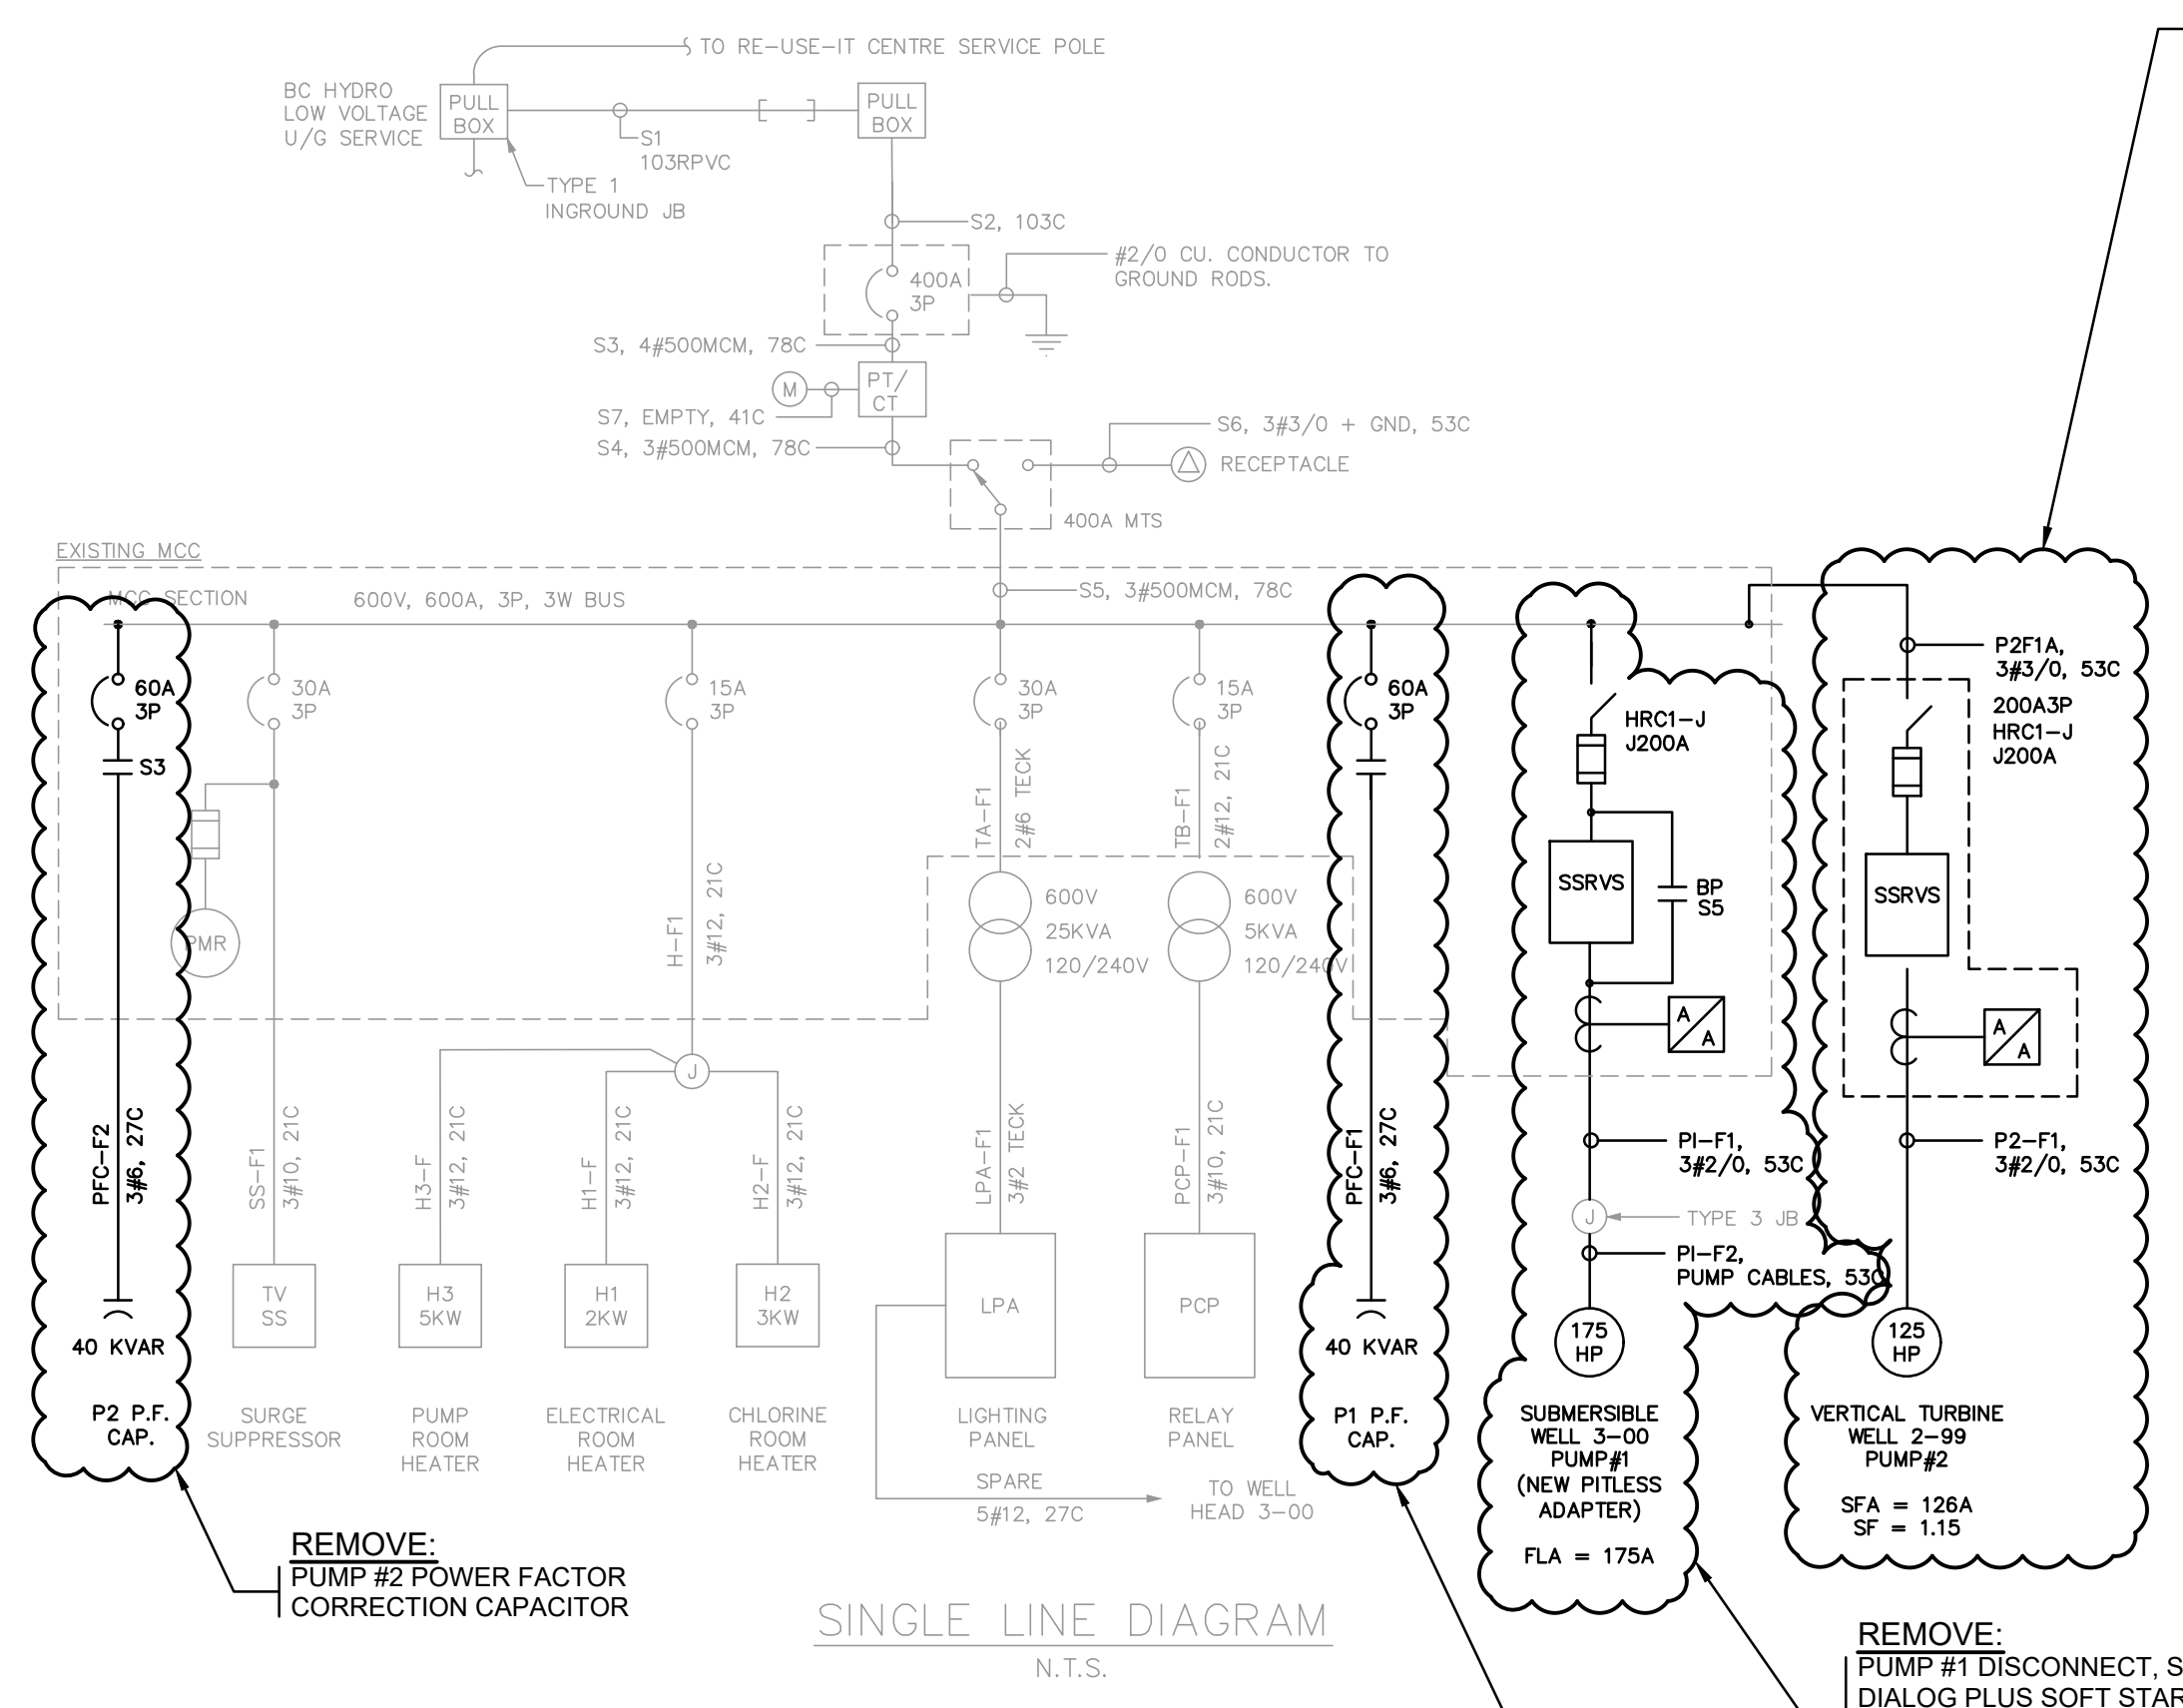 TO RE-USE-IT CENTRE SERVICE POLE
BC HYDRO
LOW VOLTAGE
U/G SERVICE
PULL
BOX
PULL
BOX
S1
103RPVC
TYPE 1
INGROUND JB
S2, 103C
#2/0 CU. CONDUCTOR TO
GROUND RODS.
400A
3P
S3, 4#500MCM, 78C
PT/
CT
M
S7, EMPTY, 41C
S4, 3#500MCM, 78C
S6, 3#3/0 + GND, 53C
RECEPTACLE
400A MTS
EXISTING MCC
MCC SECTION
600V, 600A, 3P, 3W BUS
S5, 3#500MCM, 78C
60A
3P
S3
30A
3P
15A
3P
30A
3P
15A
3P
60A
3P
HRC1-J
J200A
P2F1A,
3#3/0, 53C
200A3P
HRC1-J
J200A
TA-F1
2#6 TECK
TB-F1
2#12, 21C
PMR
H-F1
3#12, 21C
600V
25KVA
120/240V
600V
5KVA
120/240V
SSRVS
BP
S5
SSRVS
A
A
A
A
J
PFC-F2
3#6, 27C
SS-F1
3#10, 21C
H3-F
3#12, 21C
H1-F
3#12, 21C
H2-F
3#12, 21C
LPA-F1
3#2 TECK
PCP-F1
3#10, 21C
PFC-F1
3#6, 27C
PI-F1,
3#2/0, 53C
P2-F1,
3#2/0, 53C
J
TYPE 3 JB
PI-F2,
PUMP CABLES, 53C
TV
SS
H3
5KW
H1
2KW
H2
3KW
LPA
PCP
40 KVAR
40 KVAR
175
HP
125
HP
P2 P.F.
CAP.
SURGE
SUPPRESSOR
PUMP
ROOM
HEATER
ELECTRICAL
ROOM
HEATER
CHLORINE
ROOM
HEATER
LIGHTING
PANEL
RELAY
PANEL
P1 P.F.
CAP.
SUBMERSIBLE
WELL 3-00
PUMP#1
(NEW PITLESS
ADAPTER)
FLA = 175A
VERTICAL TURBINE
WELL 2-99
PUMP#2
SFA = 126A
SF = 1.15
SPARE
5#12, 27C
TO WELL
HEAD 3-00
REMOVE:
PUMP #2 POWER FACTOR
CORRECTION CAPACITOR
SINGLE LINE DIAGRAM
N.T.S.
REMOVE:
PUMP #1 DISCONNECT, S
DIALOG PLUS SOFT STAR